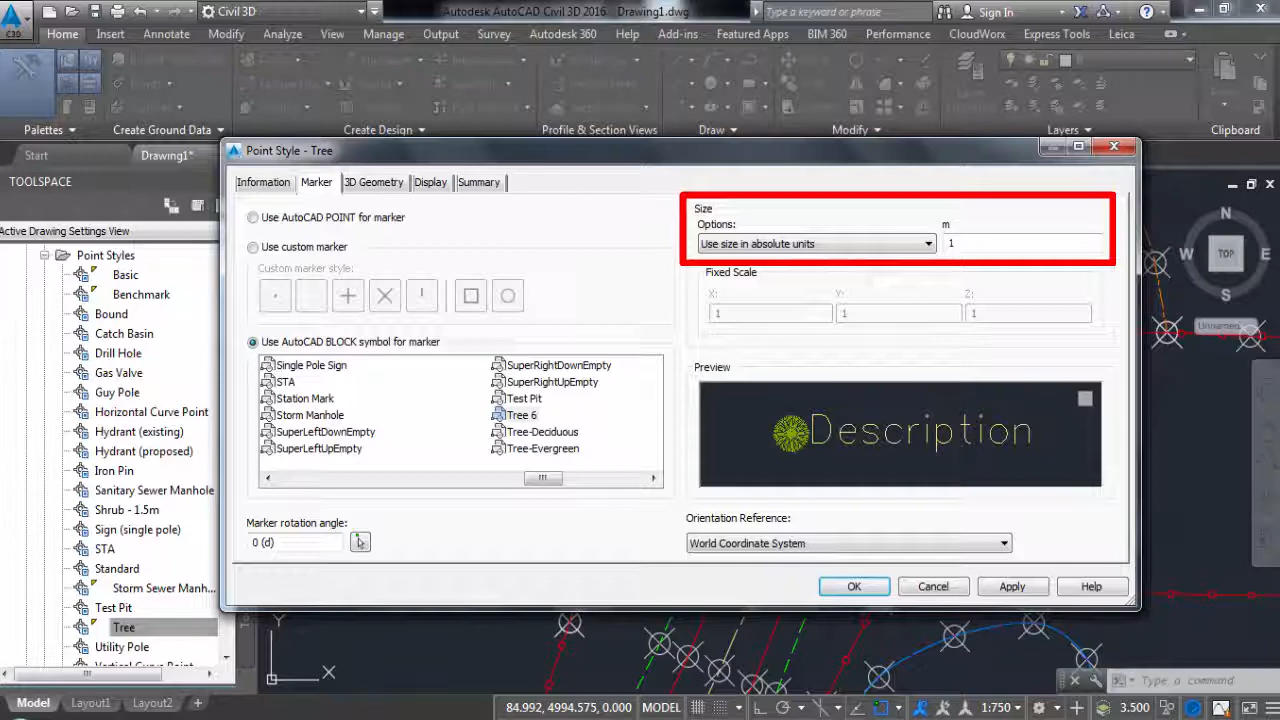 Civil 3D
Autodesk AutoCAD Civil 3D 2016 Drawing1.dwg
Type a keyword or phrase
Sign In
C3D
Home Insert Annotate Modify Analyze View Manage Output Survey Autodesk 360 Help Add-ins Featured Apps BIM 360 Performance CloudWorx Express Tools Leica
Palettes Create Ground Data Create Design Profile & Section Views Draw Modify Layers Clipboard
Start Drawing1*
TOOLSPACE
Active Drawing Settings View
Point Styles
Basic
Benchmark
Bound
Catch Basin
Drill Hole
Gas Valve
Guy Pole
Horizontal Curve Point
Hydrant (existing)
Hydrant (proposed)
Iron Pin
Sanitary Sewer Manhole
Shrub - 1.5m
Sign (single pole)
STA
Standard
Storm Sewer Manh...
Test Pit
Tree
Utility Pole
Vertical Curve Point
Point Style - Tree
Information Marker 3D Geometry Display Summary
Use AutoCAD POINT for marker
Use custom marker
Custom marker style:
Use AutoCAD BLOCK symbol for marker
Single Pole Sign
STA
Station Mark
Storm Manhole
SuperLeftDownEmpty
SuperLeftUpEmpty
SuperRightDownEmpty
SuperRightUpEmpty
Test Pit
Tree 6
Tree-Deciduous
Tree-Evergreen
Marker rotation angle:
0 (d)
Size
Options: m
Use size in absolute units 1
Fixed Scale
X: Y: Z:
1 1 1
Preview
Description
Orientation Reference:
World Coordinate System
OK Cancel Apply Help
N
W TOP E
S
Unnamed
Y
X
Type a command
Model Layout1 Layout2 +
84.992, 4994.575, 0.000 MODEL 1:750 3.500